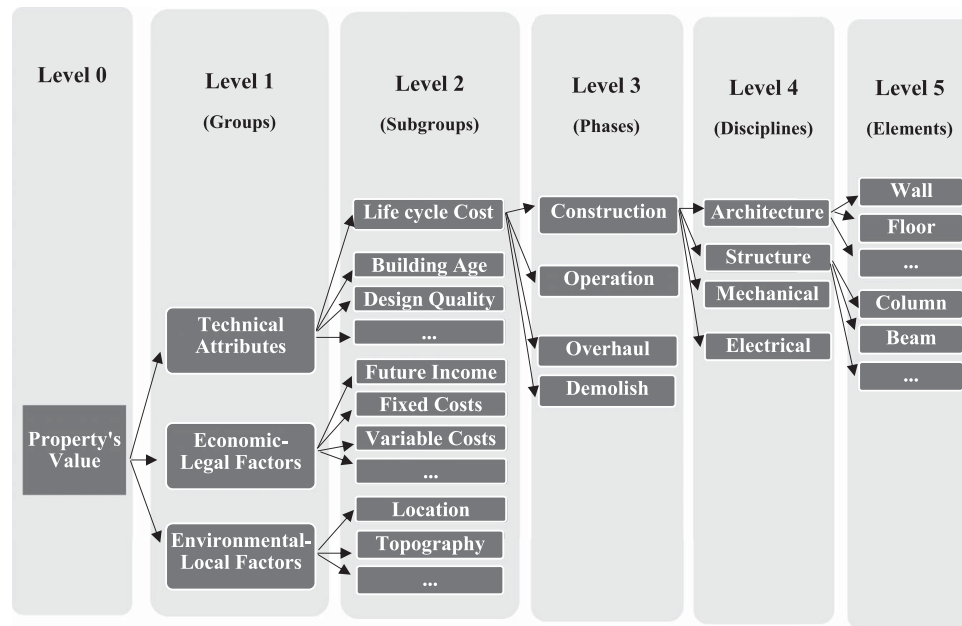 Level 0
Property's
Value
Level 1
(Groups)
Technical
Attributes
Economic-
Legal Factors
Environmental-
Local Factors
Level 2
(Subgroups)
Life cycle Cost
Building Age
Design Quality
...
Future Income
Fixed Costs
Variable Costs
...
Location
Topography
...
Level 3
(Phases)
Construction
Operation
Overhaul
Demolish
Level 4
(Disciplines)
Architecture
Structure
Mechanical
Electrical
Level 5
(Elements)
Wall
Floor
...
Column
Beam
...